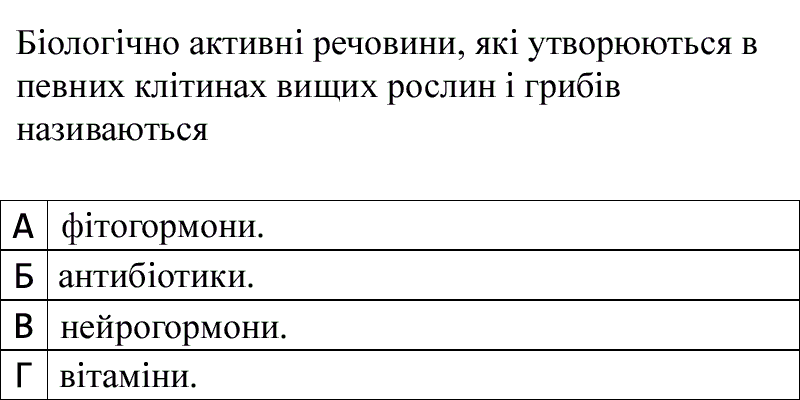 Біологічно активні речовини, які утворюються в
певних клітинах вищих рослин і грибів
називаються
А фітогормони.
Б антибіотики.
В нейрогормони.
Г вітаміни.